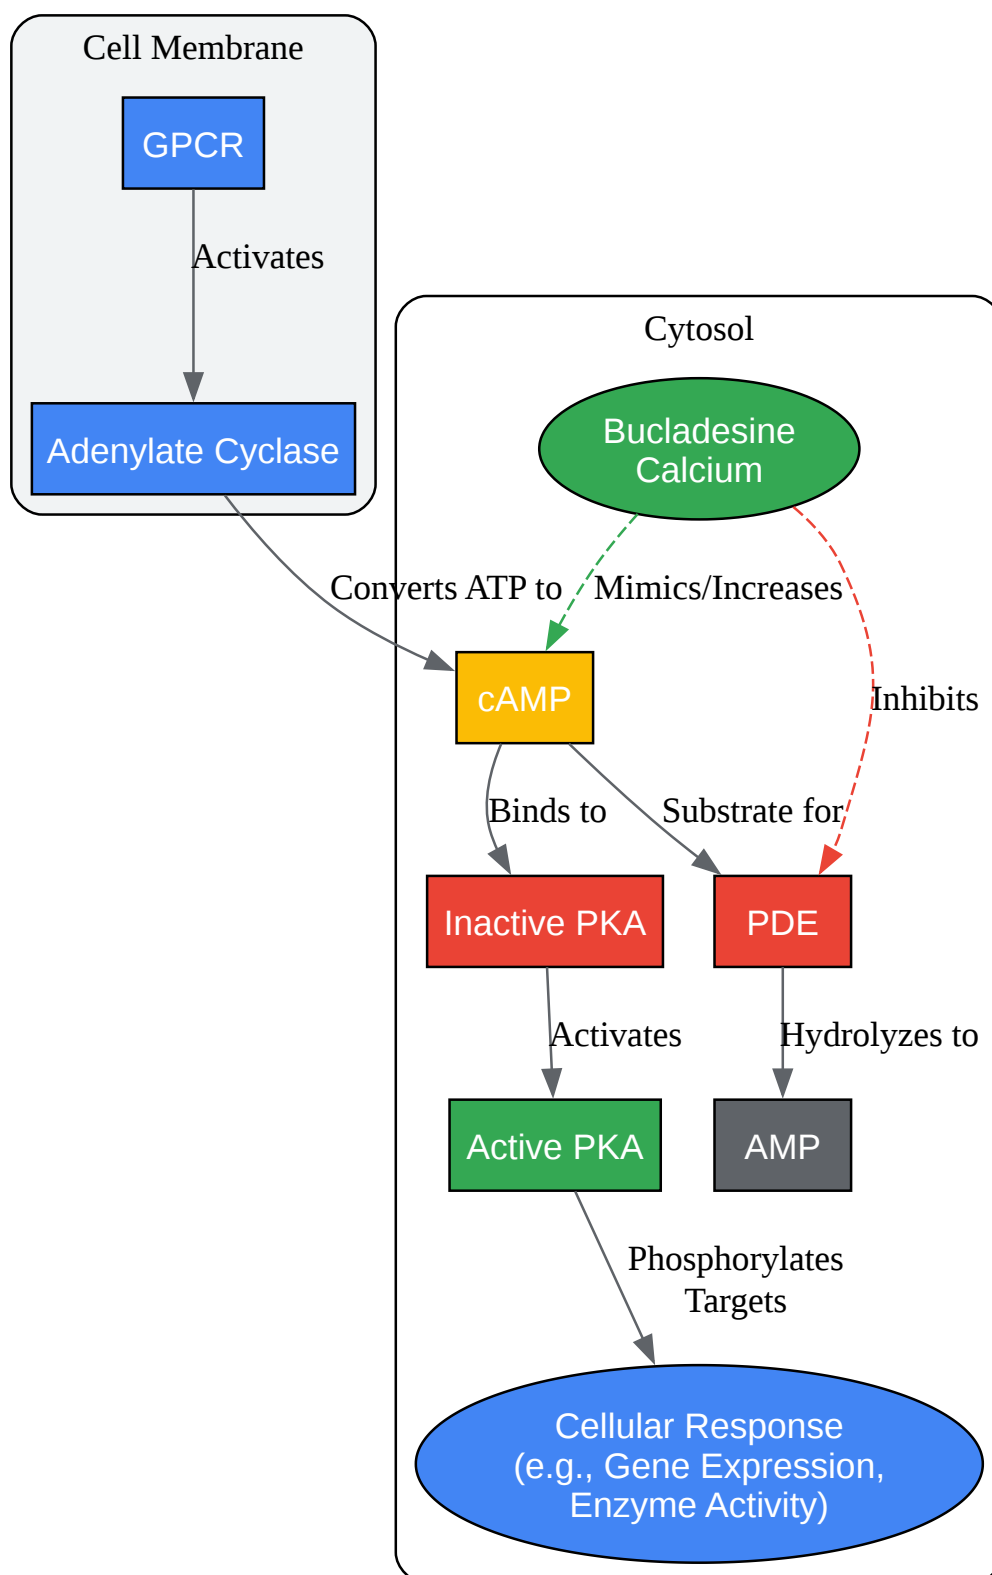 Cell Membrane
GPCR
Activates
Adenylate Cyclase
Cytosol
Bucladesine
Calcium
Converts ATP to
Mimics/Increases
cAMP
Inhibits
Binds to
Substrate for
Inactive PKA
PDE
Activates
Hydrolyzes to
Active PKA
AMP
Phosphorylates
Targets
Cellular Response
(e.g., Gene Expression,
Enzyme Activity)